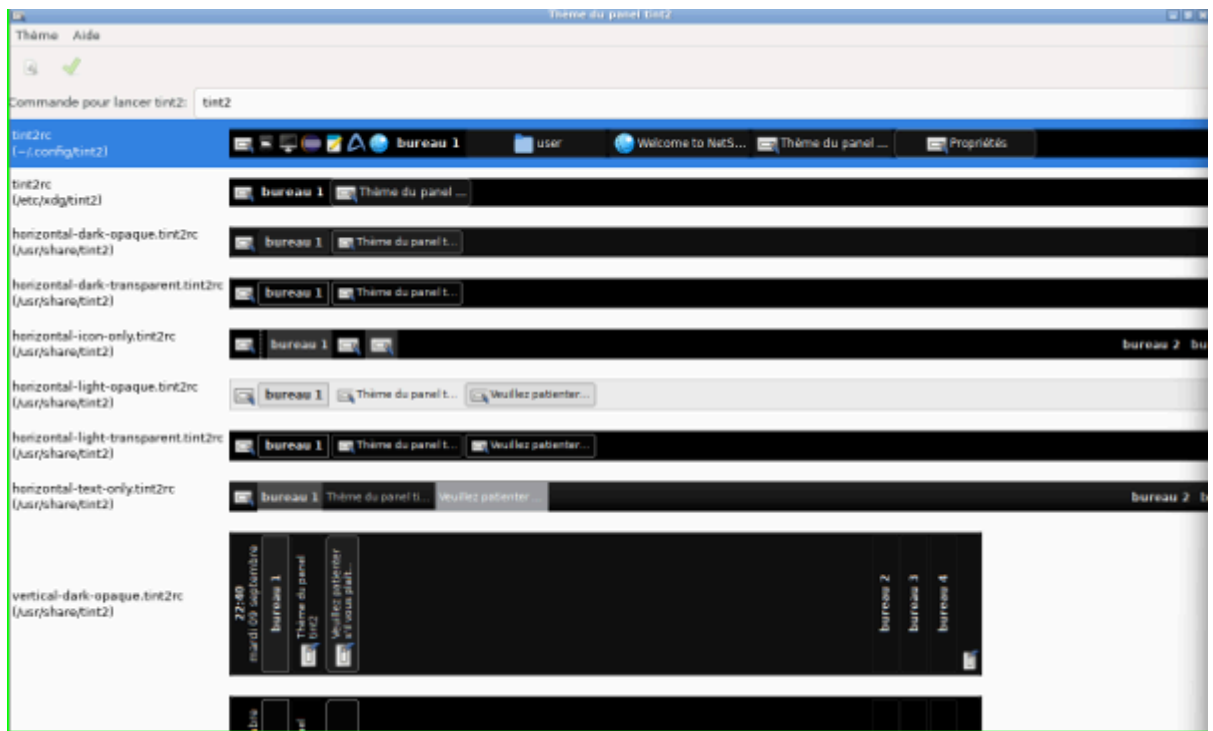 Thème du panel tint2
Thème Aide
Commande pour lancer tint2: tint2
tint2rc
(~/.config/tint2)
bureau 1 user Welcome to NetS... Thème du panel ... Propriétés
tint2rc
(/etc/xdg/tint2)
bureau 1 Thème du panel ...
horizontal-dark-opaque.tint2rc
(/usr/share/tint2)
bureau 1 Thème du panel t...
horizontal-dark-transparent.tint2rc
(/usr/share/tint2)
bureau 1 Thème du panel t...
horizontal-icon-only.tint2rc
(/usr/share/tint2)
bureau 1 bureau 2 bu
horizontal-light-opaque.tint2rc
(/usr/share/tint2)
bureau 1 Thème du panel t... Veuillez patienter...
horizontal-light-transparent.tint2rc
(/usr/share/tint2)
bureau 1 Thème du panel t... Veuillez patienter...
horizontal-text-only.tint2rc
(/usr/share/tint2)
bureau 1 Thème du panel ti... Veuillez patienter ... bureau 2 b
vertical-dark-opaque.tint2rc
(/usr/share/tint2)
22:40
mardi 09 septembre
bureau 1
Thème du panel
tint2
Veuillez patienter
s'il vous plaît...
bureau 2
bureau 3
bureau 4
mbre
nel